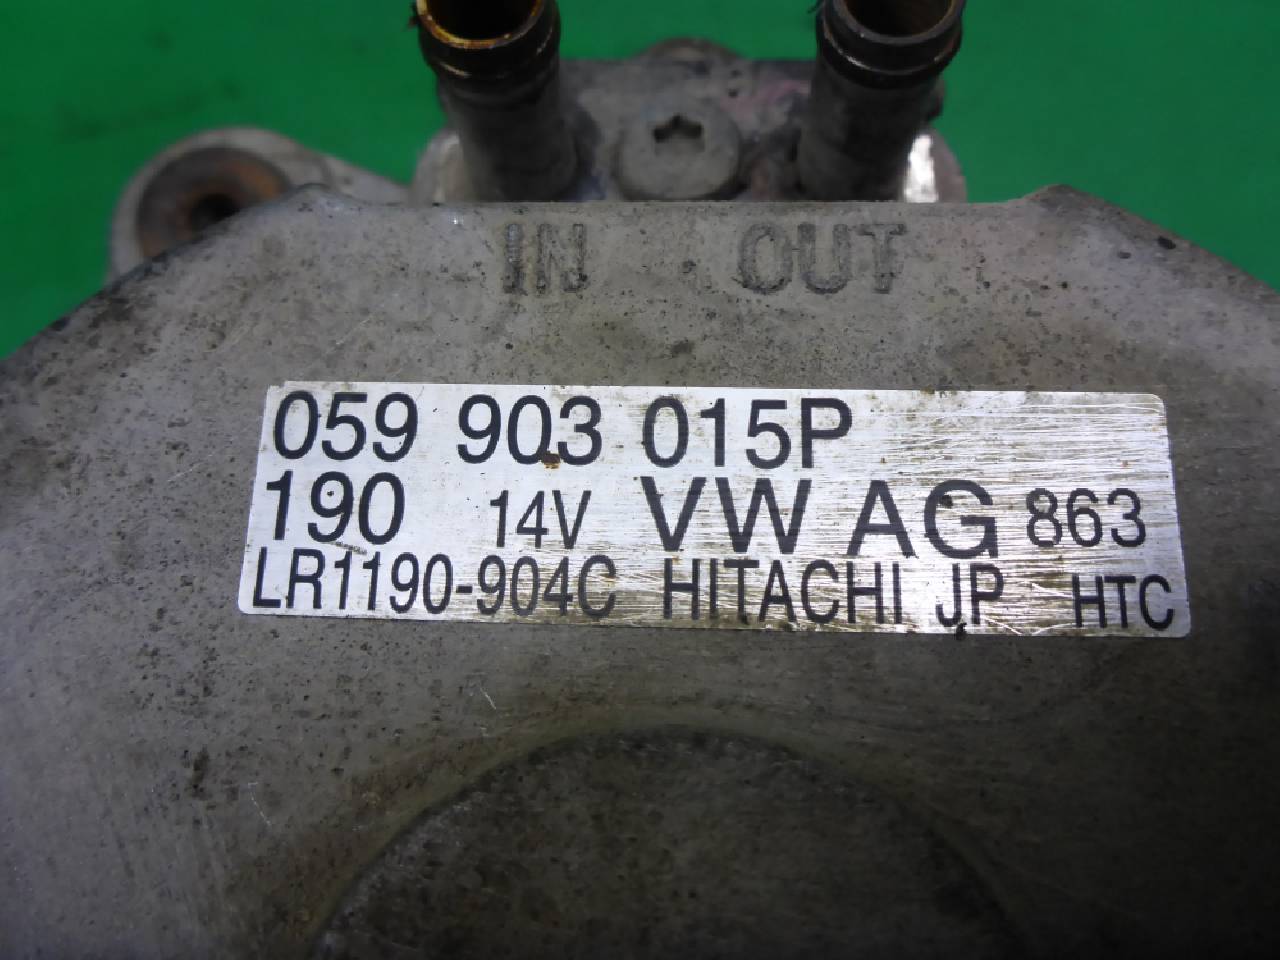 IN OUT
059 903 015P
190 14V VW AG 863
LR1190-904C HITACHI JP HTC